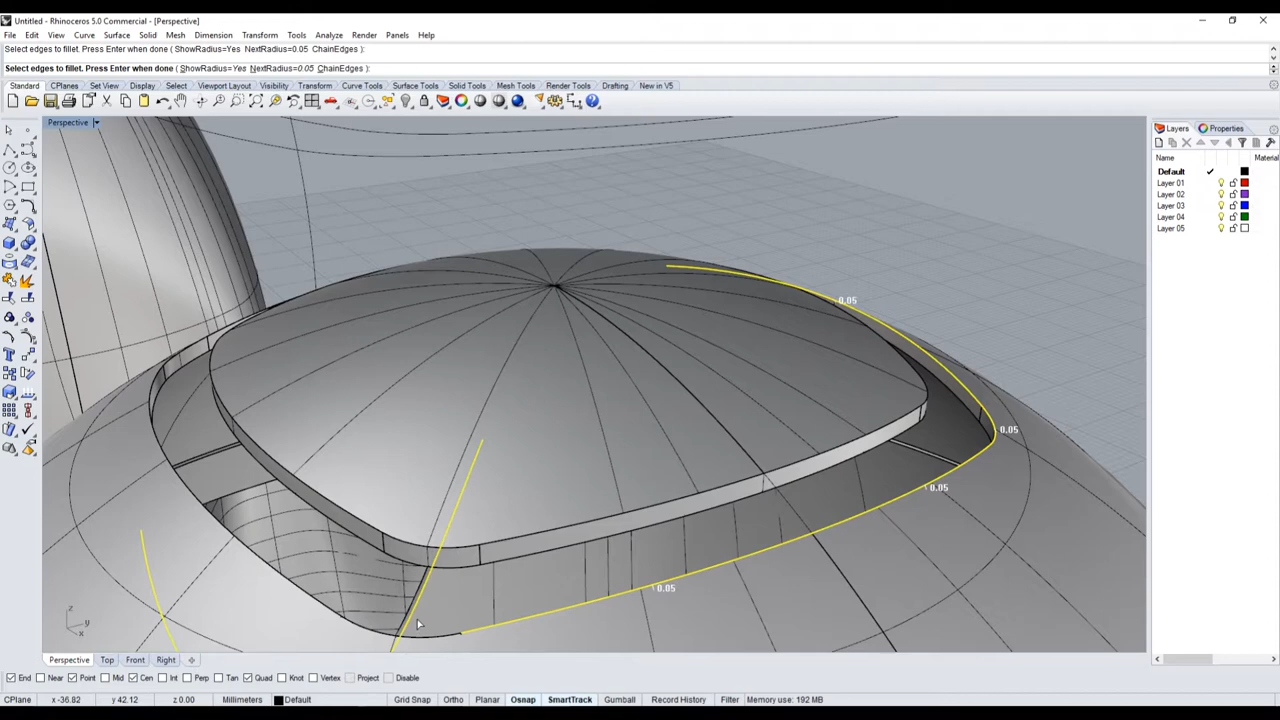 Untitled - Rhinoceros 5.0 Commercial - [Perspective]
File Edit View Curve Surface Solid Mesh Dimension Transform Tools Analyze Render Panels Help
Select edges to fillet. Press Enter when done ( ShowRadius=Yes NextRadius=0.05 ChainEdges ):
Select edges to fillet. Press Enter when done ( ShowRadius=Yes NextRadius=0.05 ChainEdges ):
Standard CPlanes Set View Display Select Viewport Layout Visibility Transform Curve Tools Surface Tools Solid Tools Mesh Tools Render Tools Drafting New in V5
Perspective
Layers Properties
Name Material
Default
Layer 01
Layer 02
Layer 03
Layer 04
Layer 05
0.05
0.05
0.05
0.05
z
y
x
Perspective Top Front Right
End Near Point Mid Cen Int Perp Tan Quad Knot Vertex Project Disable
CPlane x -36.82 y 42.12 z 0.00 Millimeters Default Grid Snap Ortho Planar Osnap SmartTrack Gumball Record History Filter Memory use: 192 MB